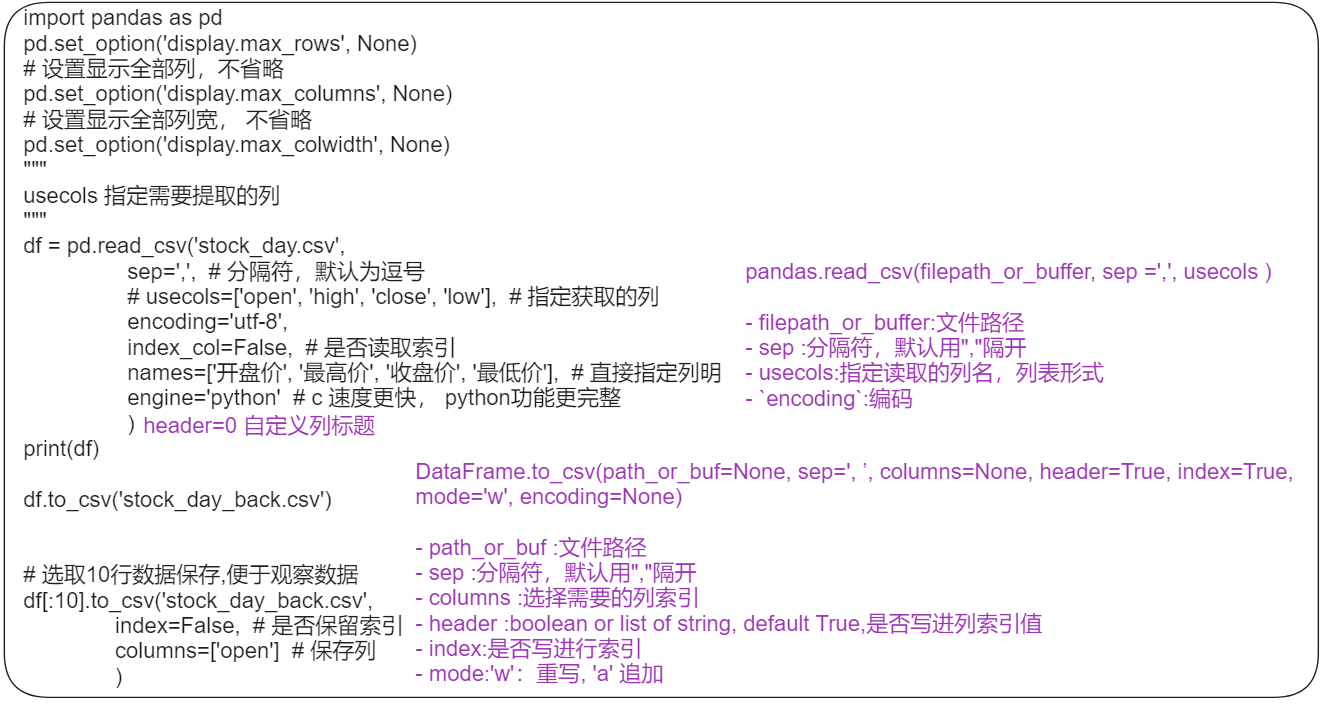 import pandas as pd
pd.set_option('display.max_rows', None)
# 设置显示全部列，不省略
pd.set_option('display.max_columns', None)
# 设置显示全部列宽， 不省略
pd.set_option('display.max_colwidth', None)
"""
usecols 指定需要提取的列
"""
df = pd.read_csv('stock_day.csv',
sep=',',  # 分隔符，默认为逗号
# usecols=['open', 'high', 'close', 'low'],  # 指定获取的列
encoding='utf-8',
index_col=False,  # 是否读取索引
names=['开盘价', '最高价', '收盘价', '最低价'],  # 直接指定列明
engine='python'  # c 速度更快， python功能更完整
) header=0 自定义列标题
print(df)
df.to_csv('stock_day_back.csv')
# 选取10行数据保存,便于观察数据
df[:10].to_csv('stock_day_back.csv',
index=False,  # 是否保留索引
columns=['open']  # 保存列
)
pandas.read_csv(filepath_or_buffer, sep =',', usecols )
- filepath_or_buffer:文件路径
- sep :分隔符，默认用","隔开
- usecols:指定读取的列名，列表形式
- `encoding`:编码
DataFrame.to_csv(path_or_buf=None, sep=', ’, columns=None, header=True, index=True,
mode='w', encoding=None)
- path_or_buf :文件路径
- sep :分隔符，默认用","隔开
- columns :选择需要的列索引
- header :boolean or list of string, default True,是否写进列索引值
- index:是否写进行索引
- mode:'w'：重写, 'a' 追加